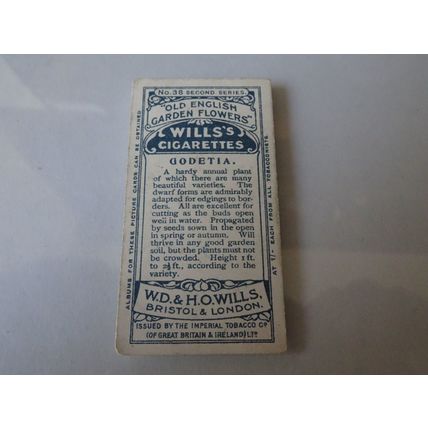 No. 38 SECOND SERIES.
"OLD ENGLISH
GARDEN FLOWERS"
WILLS'S
CIGARETTES
GODETIA.
A hardy annual plant
of which there are many
beautiful varieties. The
dwarf forms are admirably
adapted for edgings to bor-
ders. All are excellent for
cutting as the buds open
well in water. Propagated
by seeds sown in the open
in spring or autumn. Will
thrive in any good garden
soil, but the plants must not
be crowded. Height 1 ft.
to 2½ ft., according to the
variety.
W.D. & H.O. WILLS.
BRISTOL & LONDON.
ISSUED BY THE IMPERIAL TOBACCO Co
(OF GREAT BRITAIN & IRELAND) LTD
ALBUMS FOR THESE PICTURE CARDS CAN BE OBTAINED
AT 1/- EACH FROM ALL TOBACCONISTS